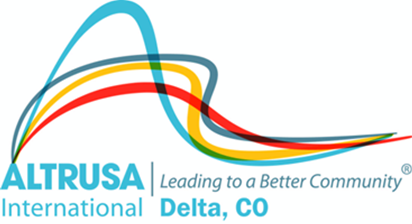 ALTRUSA | Leading to a Better Community®
International Delta, CO